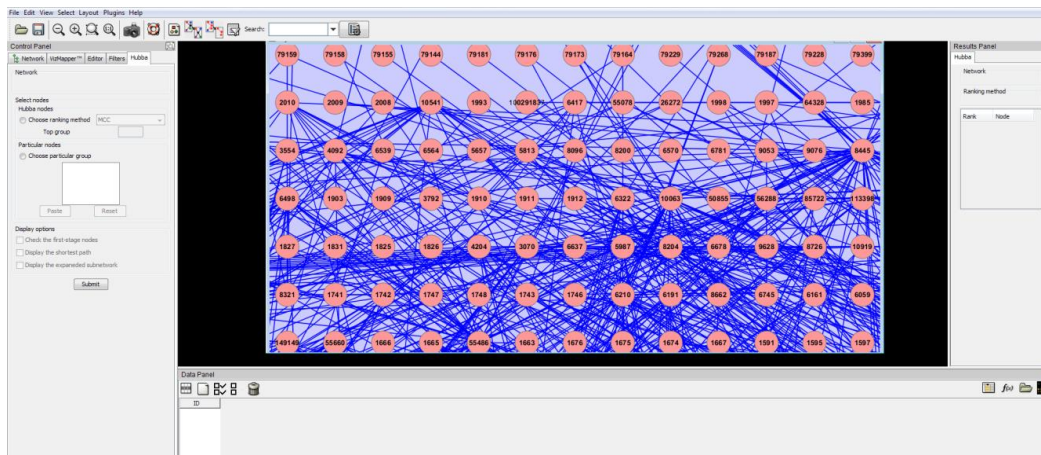 File Edit View Select Layout Plugins Help
Search:
Control Panel
Network VizMapper™ Editor Filters Hubba
Network
Select nodes
Hubba nodes
Choose ranking method MCC
Top group
Particular nodes
Choose particular group
Paste Reset
Display options
Check the first-stage nodes
Display the shortest path
Display the expaneded subnetwork
Submit
79159 79158 79155 79144 79181 79176 79173 79164 79229 79268 79187 79228 79399
2010 2009 2008 10541 1993 6417 55078 26272 1998 1997 64328 1985
3554 4092 6539 6564 5657 5813 8096 8200 6570 6781 9053 9076 8445
6498 1903 1909 3792 1910 1911 1912 6322 10063 50855 56288 85722 113398
1827 1831 1825 1826 4204 3070 6637 5987 8204 6678 9628 8726 10919
8321 1741 1742 1747 1748 1743 1746 6210 6191 8662 6745 6161 6059
149149 55660 1666 1665 55486 1663 1676 1675 1674 1667 1591 1595 1597
Results Panel
Hubba
Network
Ranking method
Rank Node
Data Panel
f(x)
ID